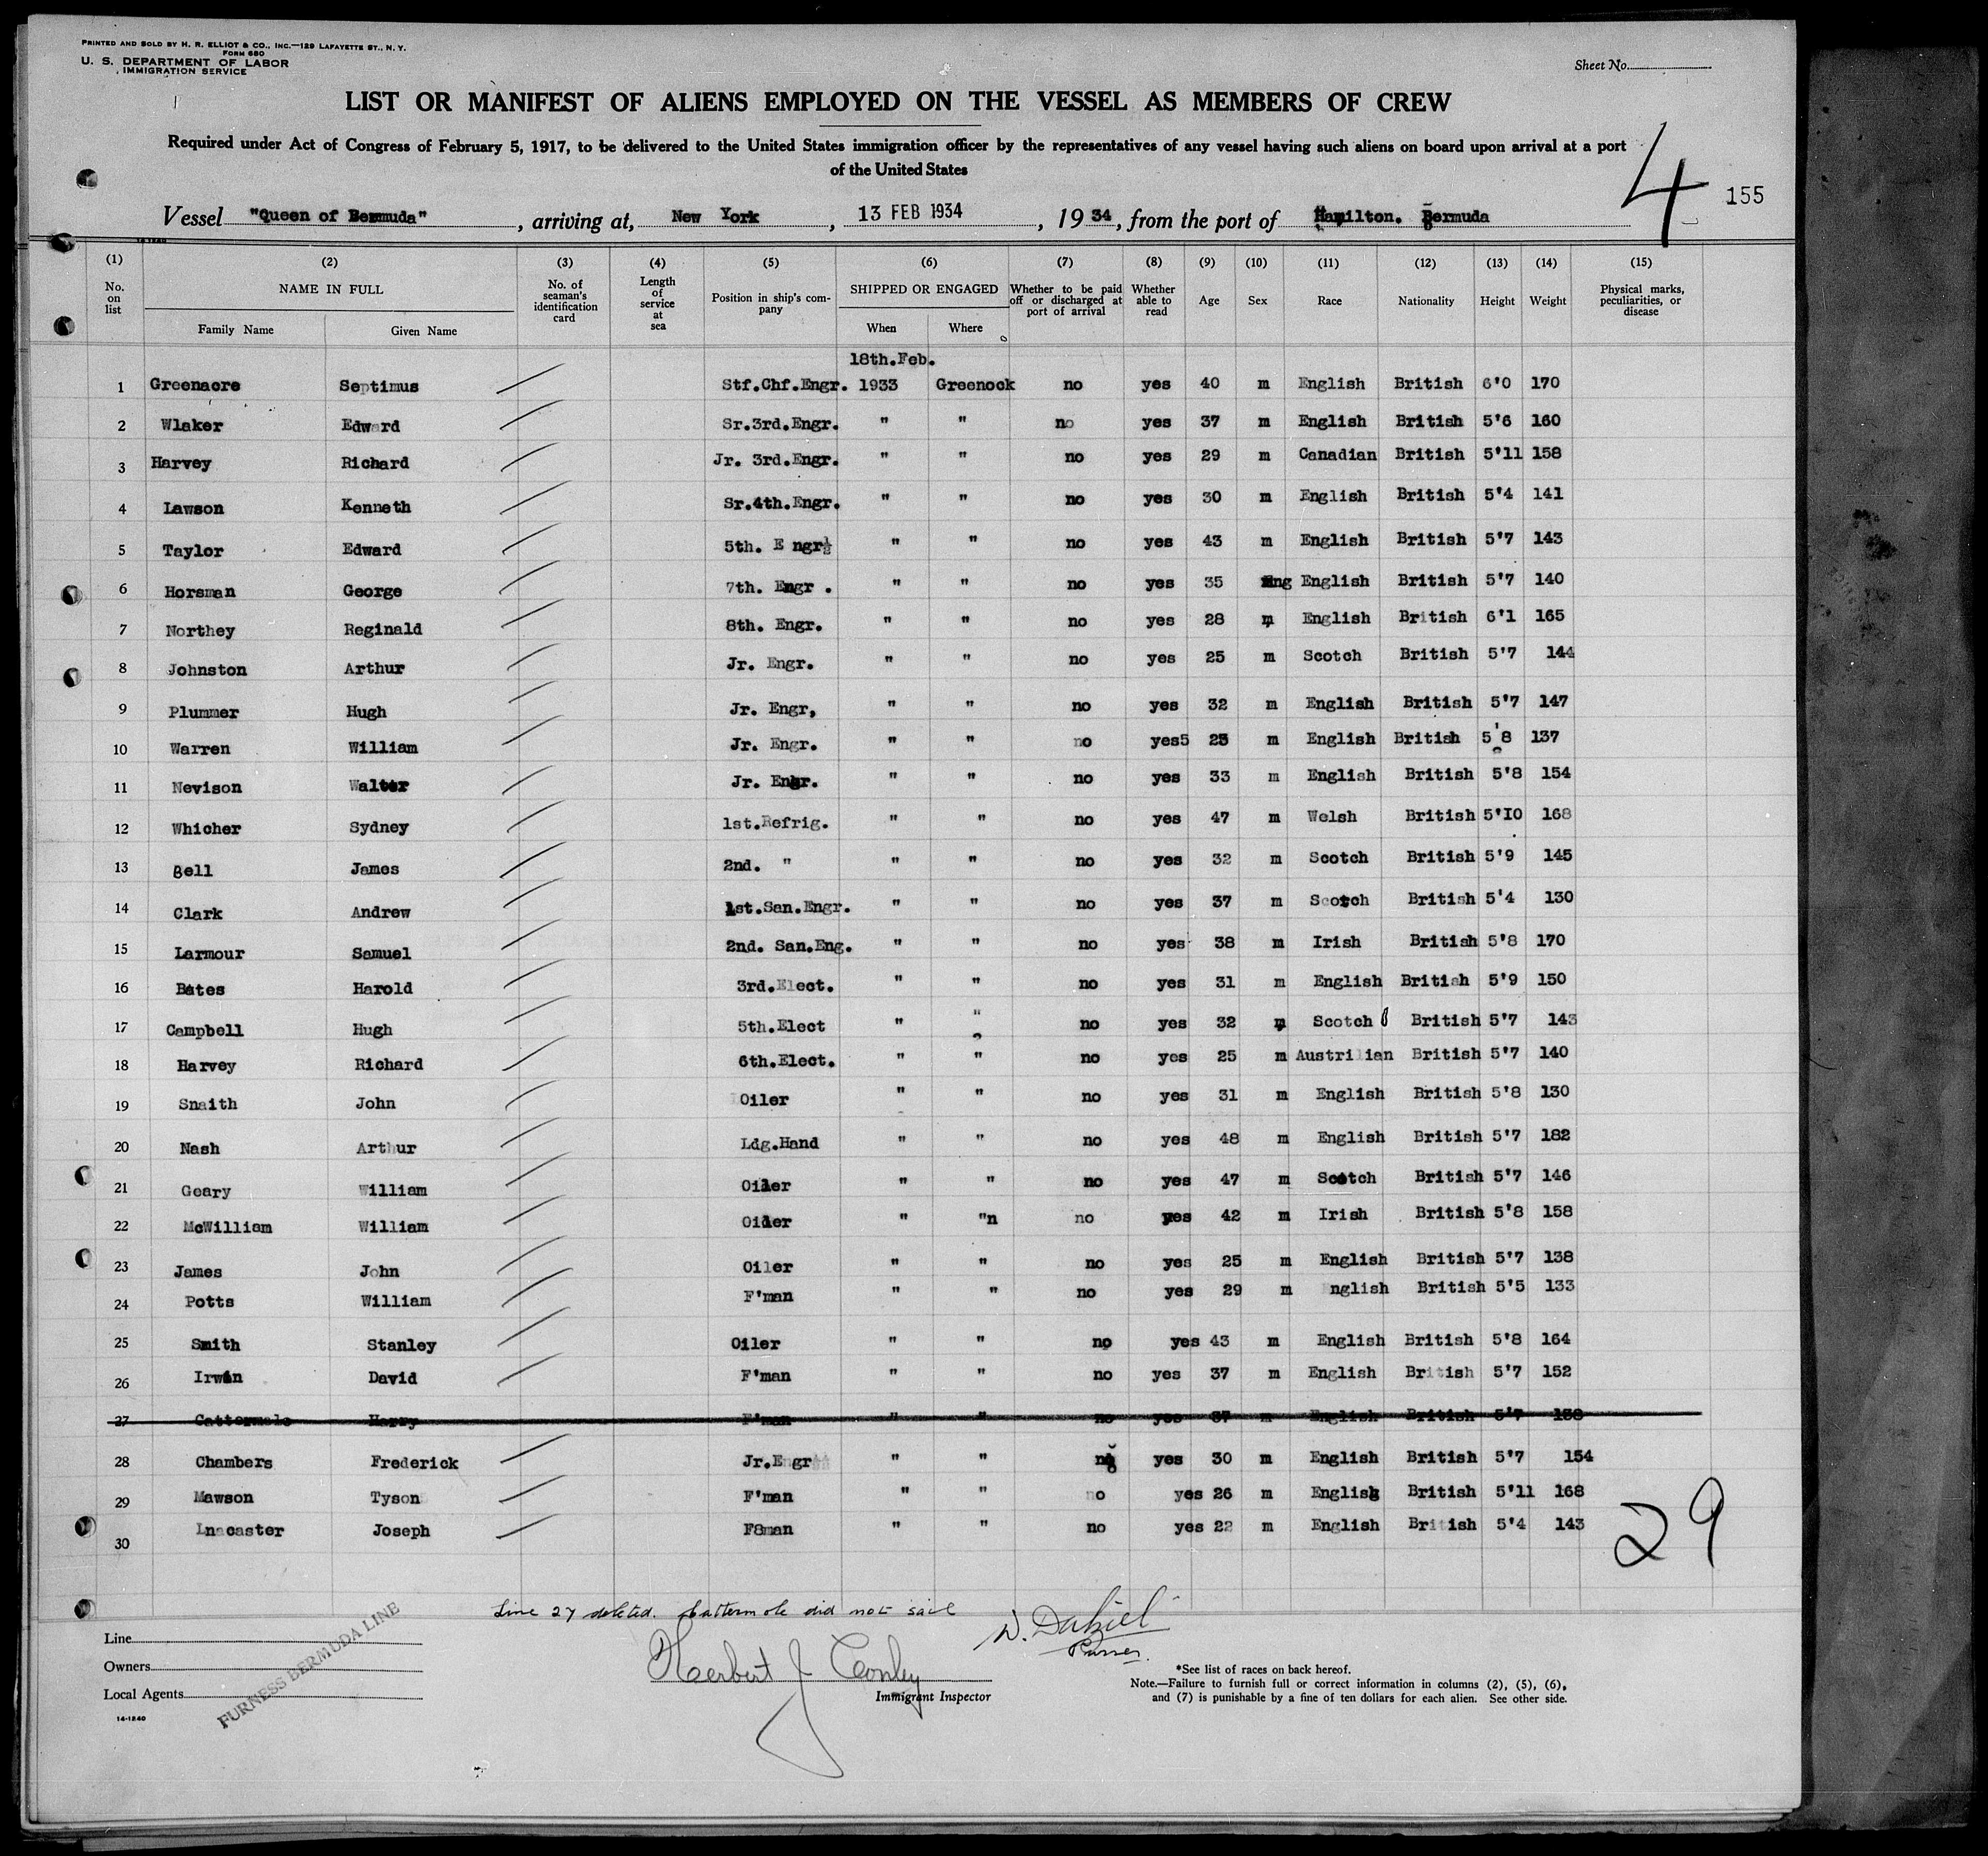 PRINTED AND SOLD BY H. R. ELLIOT & CO., INC.—129 LAFAYETTE ST., N. Y.
FORM 680
U. S. DEPARTMENT OF LABOR
IMMIGRATION SERVICE
Sheet No.
LIST OR MANIFEST OF ALIENS EMPLOYED ON THE VESSEL AS MEMBERS OF CREW
Required under Act of Congress of February 5, 1917, to be delivered to the United States immigration officer by the representatives of any vessel having such aliens on board upon arrival at a port
of the United States
4 155
Vessel "Queen of Bermuda", arriving at, New York, 13 FEB 1934, 1934, from the port of Hamilton. Bermuda
14-1240
(1) (2) (3) (4) (5) (6) (7) (8) (9) (10) (11) (12) (13) (14) (15)
No. on list NAME IN FULL Family Name Given Name No. of seaman's identification card Length of service at sea Position in ship's company SHIPPED OR ENGAGED When Where Whether to be paid off or discharged at port of arrival Whether able to read Age Sex Race Nationality Height Weight Physical marks, peculiarities, or disease
18th.Feb.
1 Greenacre Septimus Stf.Chf.Engr. 1933 Greenock no yes 40 m English British 6'0 170
2 Wlaker Edward Sr.3rd.Engr. " " no yes 37 m English British 5'6 160
3 Harvey Richard Jr. 3rd.Engr. " " no yes 29 m Canadian British 5'11 158
4 Lawson Kenneth Sr.4th.Engr. " " no yes 30 m English British 5'4 141
5 Taylor Edward 5th. E ngr. " " no yes 43 m English British 5'7 143
6 Horsman George 7th. Engr . " " no yes 35 English British 5'7 140
7 Northey Reginald 8th. Engr. " " no yes 28 m English British 6'1 165
8 Johnston Arthur Jr. Engr. " " no yes 25 m Scotch British 5'7 144
9 Plummer Hugh Jr. Engr, " " no yes 32 m English British 5'7 147
10 Warren William Jr. Engr. " " no yes5 25 m English British 5'8 137
11 Nevison Walter Jr. Engr. " " no yes 33 m English British 5'8 154
12 Whicher Sydney 1st.Refrig. " " no yes 47 m Welsh British 5'10 168
13 Bell James 2nd. " " " no yes 32 m Scotch British 5'9 145
14 Clark Andrew 1st.San.Engr. " " no yes 37 m Scotch British 5'4 130
15 Larmour Samuel 2nd. San.Eng. " " no yes 38 m Irish British 5'8 170
16 Bates Harold 3rd.Elect. " " no yes 31 m English British 5'9 150
17 Campbell Hugh 5th.Elect " " no yes 32 m Scotch British 5'7 143
18 Harvey Richard 6th.Elect. " " no yes 25 m Austrilian British 5'7 140
19 Snaith John Oiler " " no yes 31 m English British 5'8 130
20 Nash Arthur Ldg.Hand " " no yes 48 m English British 5'7 182
21 Geary William Oiler " " no yes 47 m Scotch British 5'7 146
22 McWilliam William Oiler " "n no yes 42 m Irish British 5'8 158
23 James John Oiler " " no yes 25 m English British 5'7 138
24 Potts William F'man " " no yes 29 m nglish British 5'5 133
25 Smith Stanley Oiler " " no yes 43 m English British 5'8 164
26 Irwin David F'man " " no yes 37 m English British 5'7 152
27 Cattermole Harry F'man " " no yes 37 m English British 5'7
28 Chambers Frederick Jr.Engr " " no yes 30 m English British 5'7 154
29 Mawson Tyson F'man " " no yes 26 m English British 5'11 168
30 Lnacaster Joseph F8man " " no yes 22 m English British 5'4 143
29
Line 27 deleted. Cattermole did not sail
Purser.
Line
Owners
Local Agents
FURNESS BERMUDA LINE
Herbert J Conley
Immigrant Inspector
*See list of races on back hereof.
Note.—Failure to furnish full or correct information in columns (2), (5), (6),
and (7) is punishable by a fine of ten dollars for each alien. See other side.
14-1240